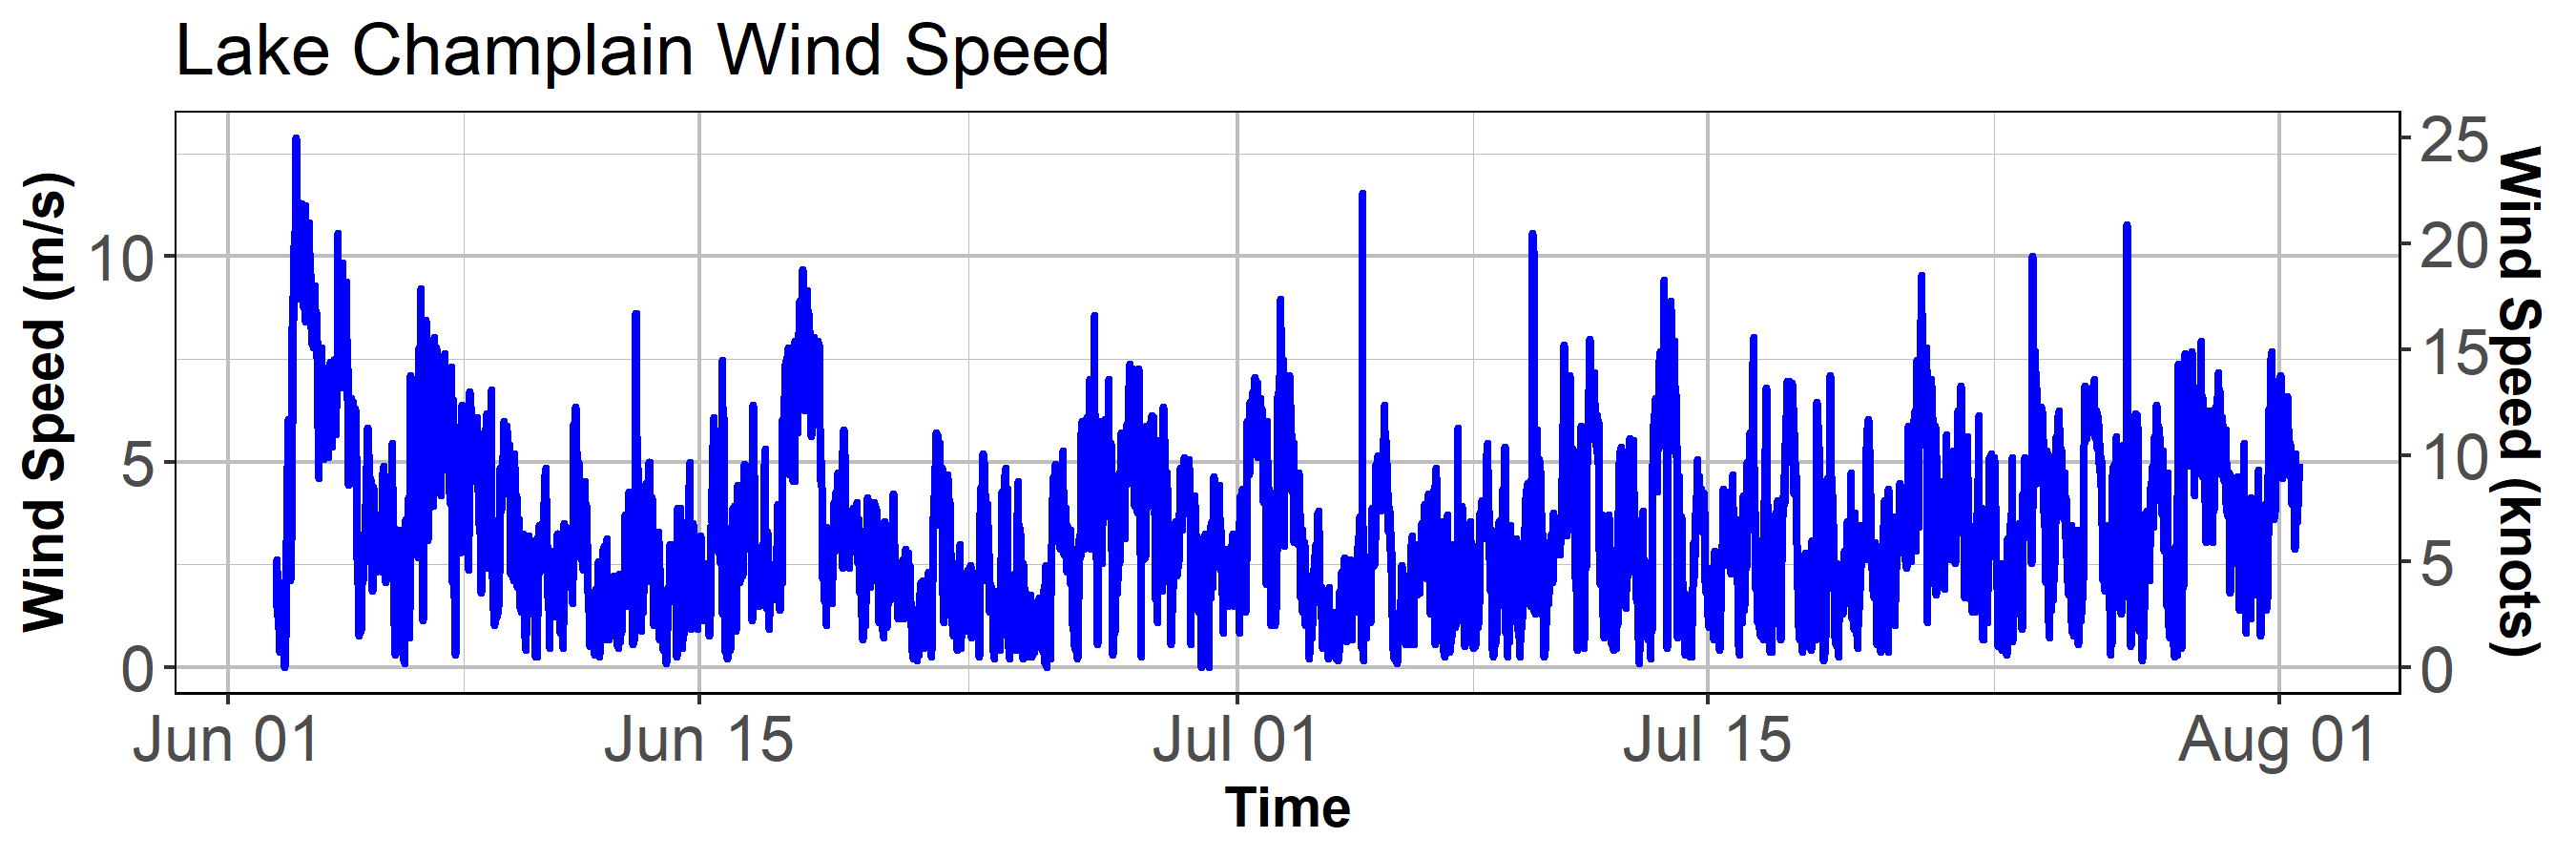 Lake Champlain Wind Speed
Wind Speed (m/s)
10
5
0
25
20
15
10
5
0
Wind Speed (knots)
Jun 01
Jun 15
Jul 01
Jul 15
Aug 01
Time